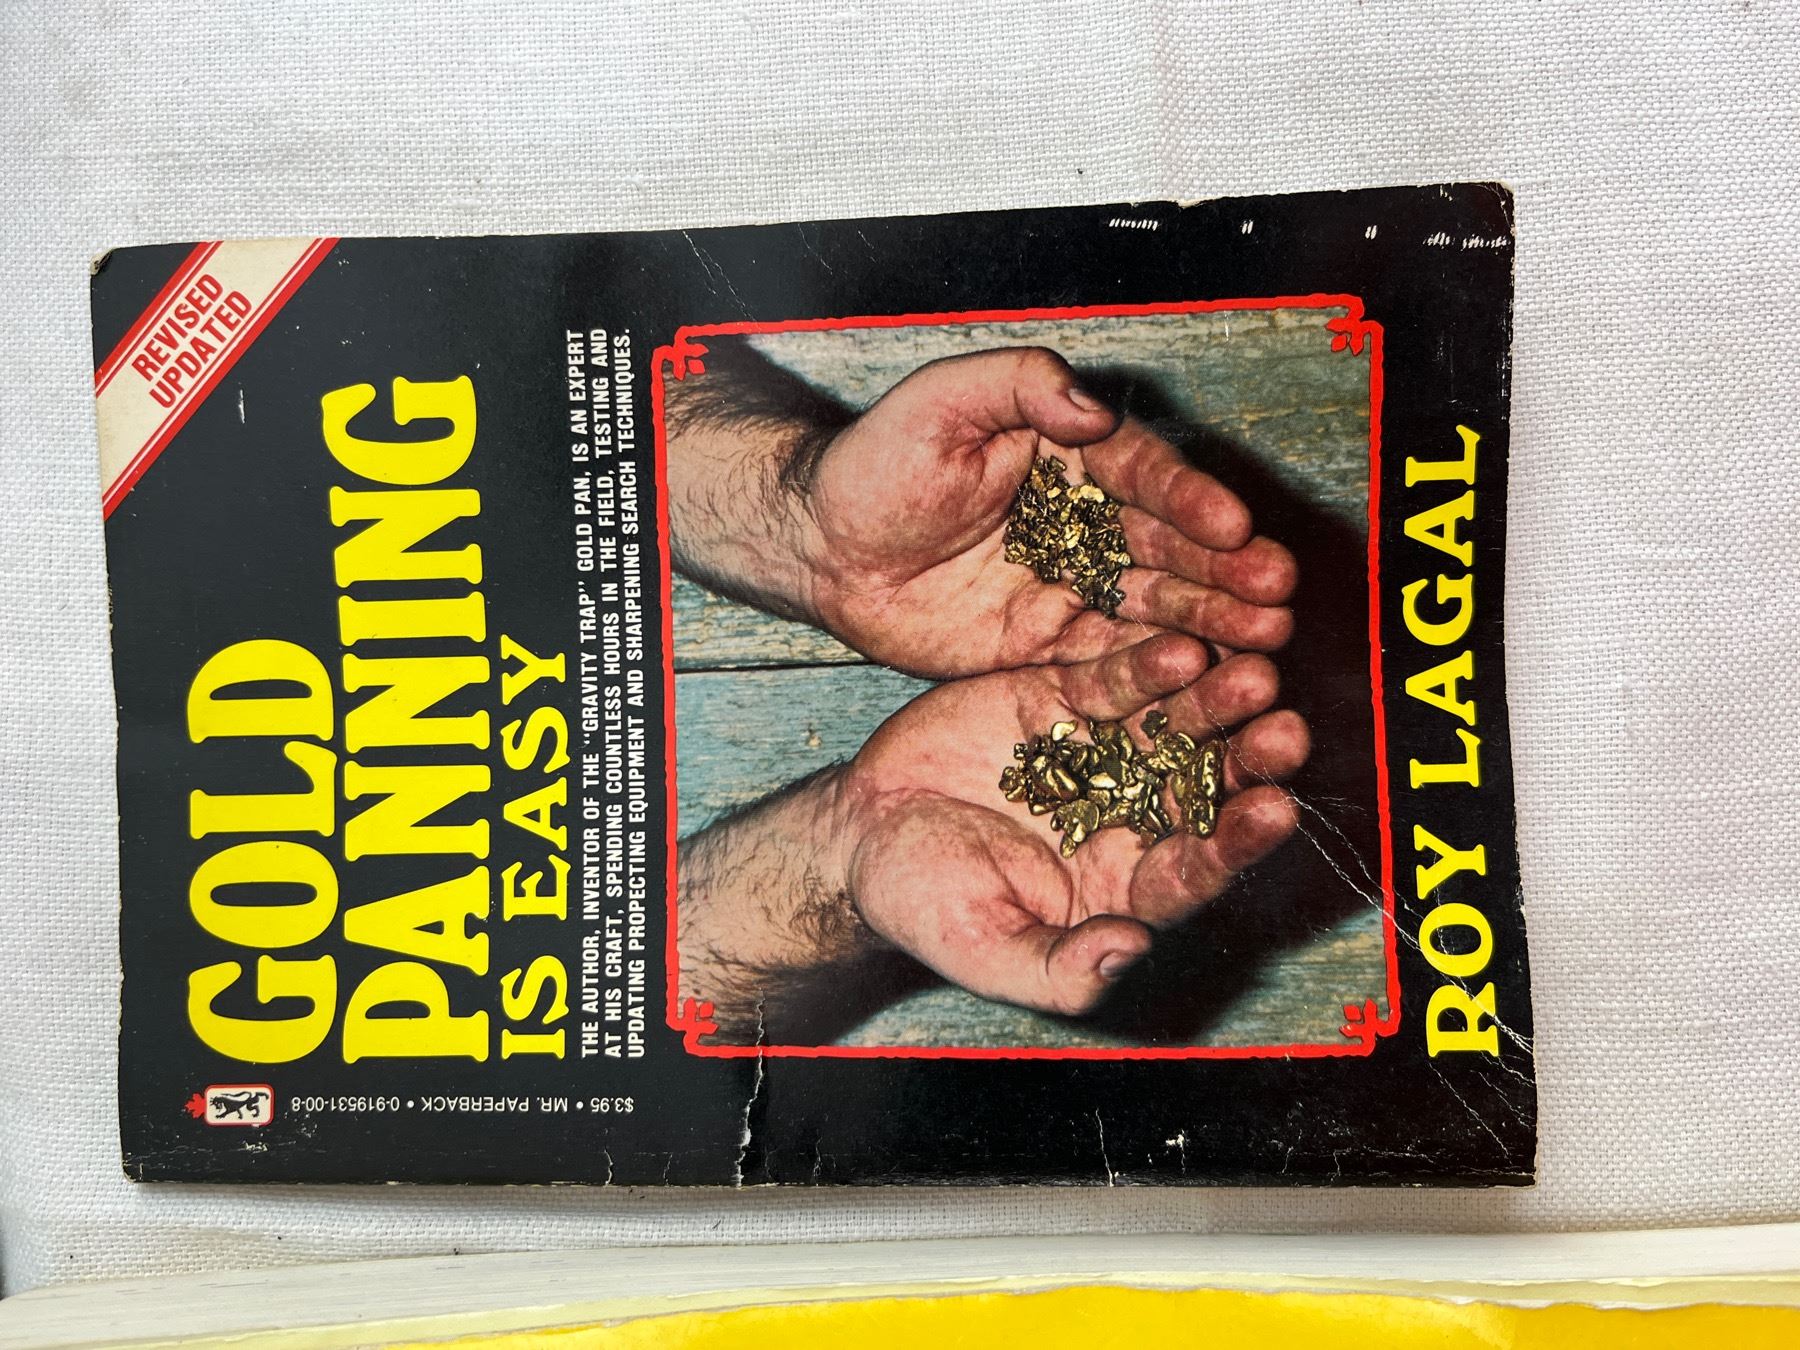 REVISED
UPDATED
$3.95 • MR. PAPERBACK • 0-919531-00-8
GOLD
PANNING
IS EASY
THE AUTHOR, INVENTOR OF THE "GRAVITY TRAP" GOLD PAN, IS AN EXPERT
AT HIS CRAFT, SPENDING COUNTLESS HOURS IN THE FIELD, TESTING AND
UPDATING PROPECTING EQUIPMENT AND SHARPENING SEARCH TECHNIQUES.
ROY LAGAL